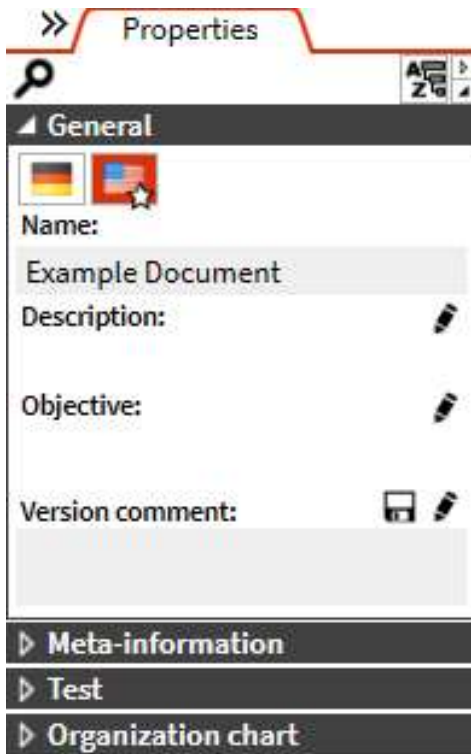 Properties
A
Z
General
Name:
Example Document
Description:
Objective:
Version comment:
Meta-information
Test
Organization chart